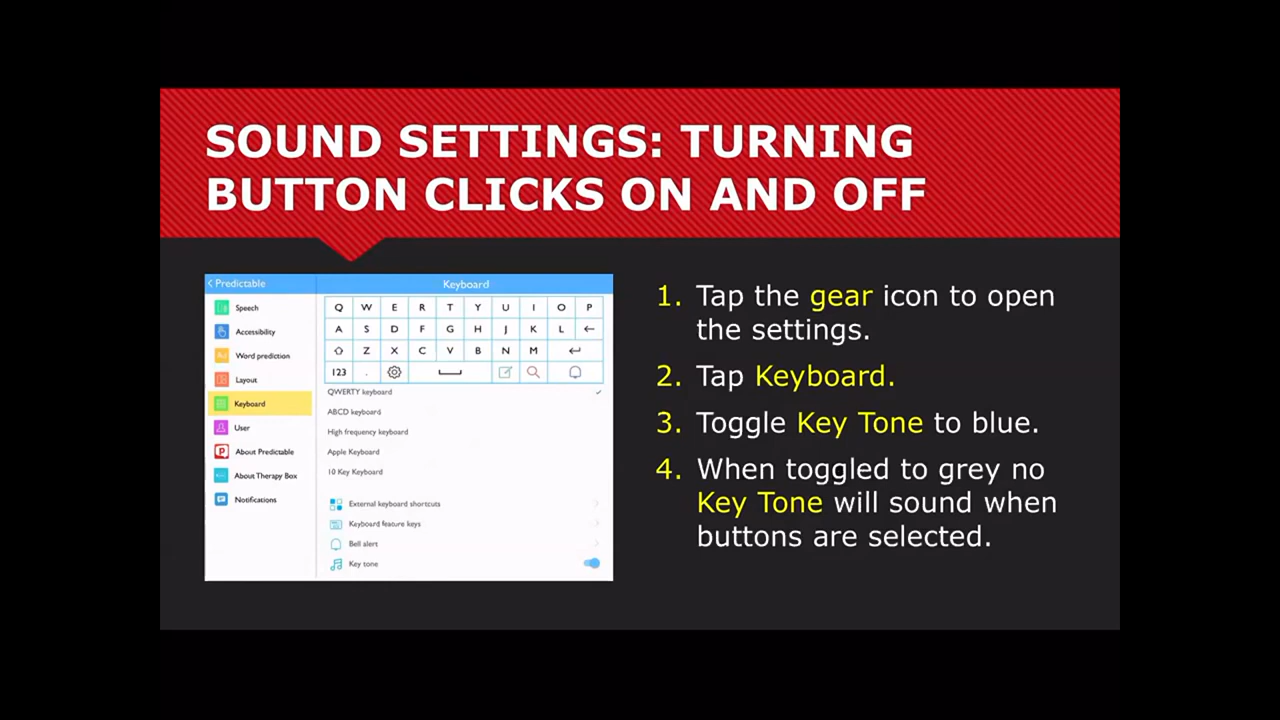 SOUND SETTINGS: TURNING
BUTTON CLICKS ON AND OFF
< Predictable
Speech
Accessibility
Word prediction
Layout
Keyboard
User
About Predictable
About Therapy Box
Notifications
Keyboard
Q W E R T Y U I O P
A S D F G H J K L ←
Z X C V B N M
123 .
QWERTY keyboard
ABCD keyboard
High frequency keyboard
Apple Keyboard
10 Key Keyboard
External keyboard shortcuts
Keyboard feature keys
Bell alert
Key tone
1. Tap the gear icon to open
the settings.
2. Tap Keyboard.
3. Toggle Key Tone to blue.
4. When toggled to grey no
Key Tone will sound when
buttons are selected.